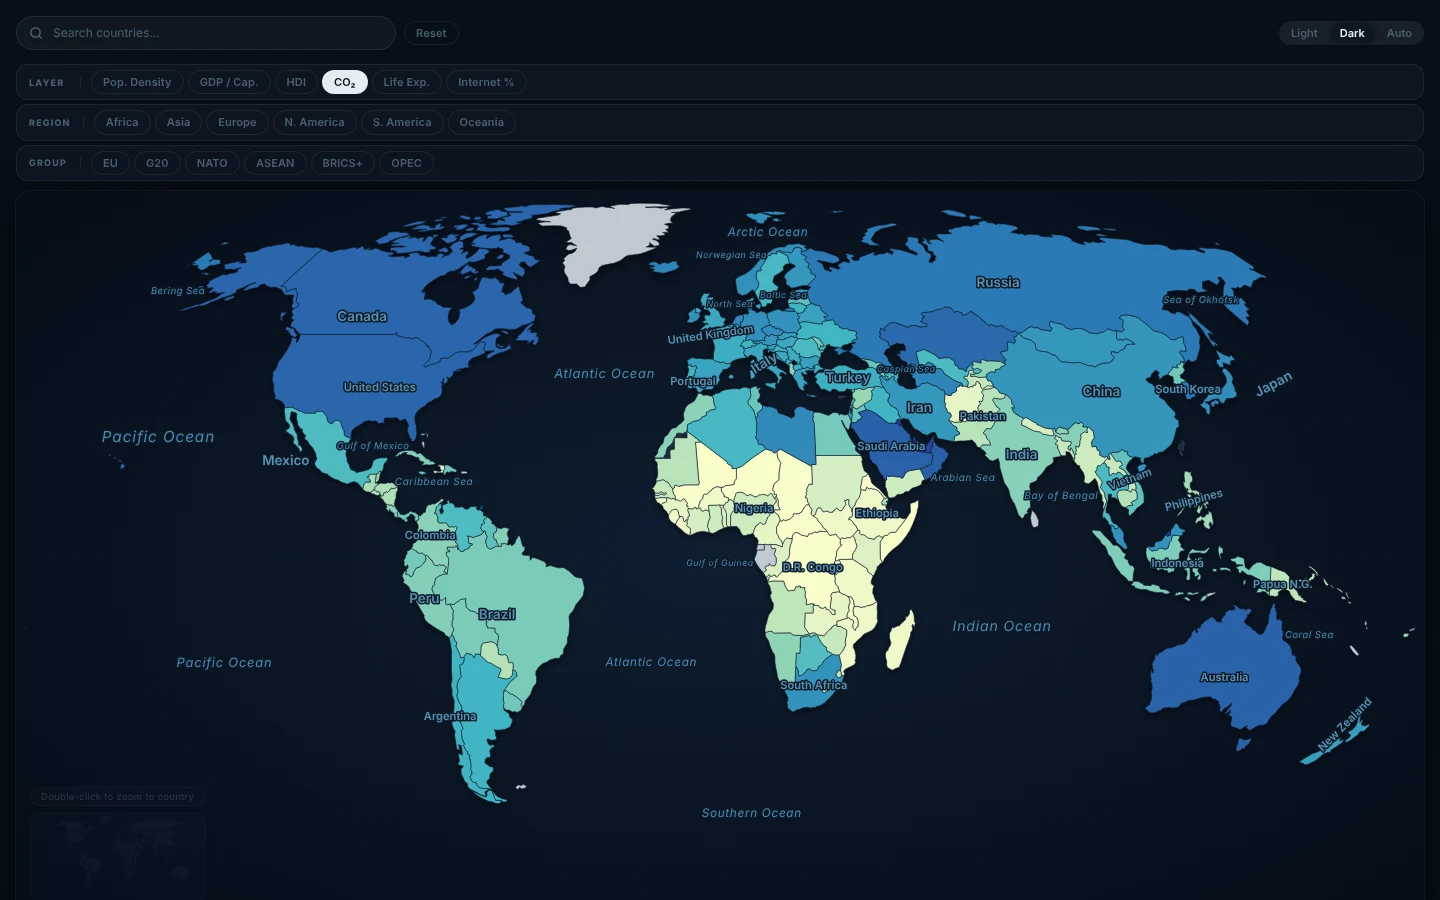 Search countries...
Reset
Light Dark Auto
LAYER Pop. Density GDP / Cap. HDI CO₂ Life Exp. Internet %
REGION Africa Asia Europe N. America S. America Oceania
GROUP EU G20 NATO ASEAN BRICS+ OPEC
Arctic Ocean
Norwegian Sea
Bering Sea
Baltic Sea
North Sea
Russia
Sea of Okhotsk
Canada
United Kingdom
Italy
Atlantic Ocean
Portugal
Turkey
Caspian Sea
United States
Iran
China
South Korea
Japan
Pakistan
Pacific Ocean
Gulf of Mexico
Mexico
Saudi Arabia
India
Caribbean Sea
Arabian Sea
Bay of Bengal
Vietnam
Philippines
Nigeria
Ethiopia
Colombia
Gulf of Guinea
D.R. Congo
Indonesia
Papua N.G.
Peru
Brazil
Indian Ocean
Coral Sea
Pacific Ocean
Atlantic Ocean
South Africa
Australia
Argentina
New Zealand
Double-click to zoom to country
Southern Ocean